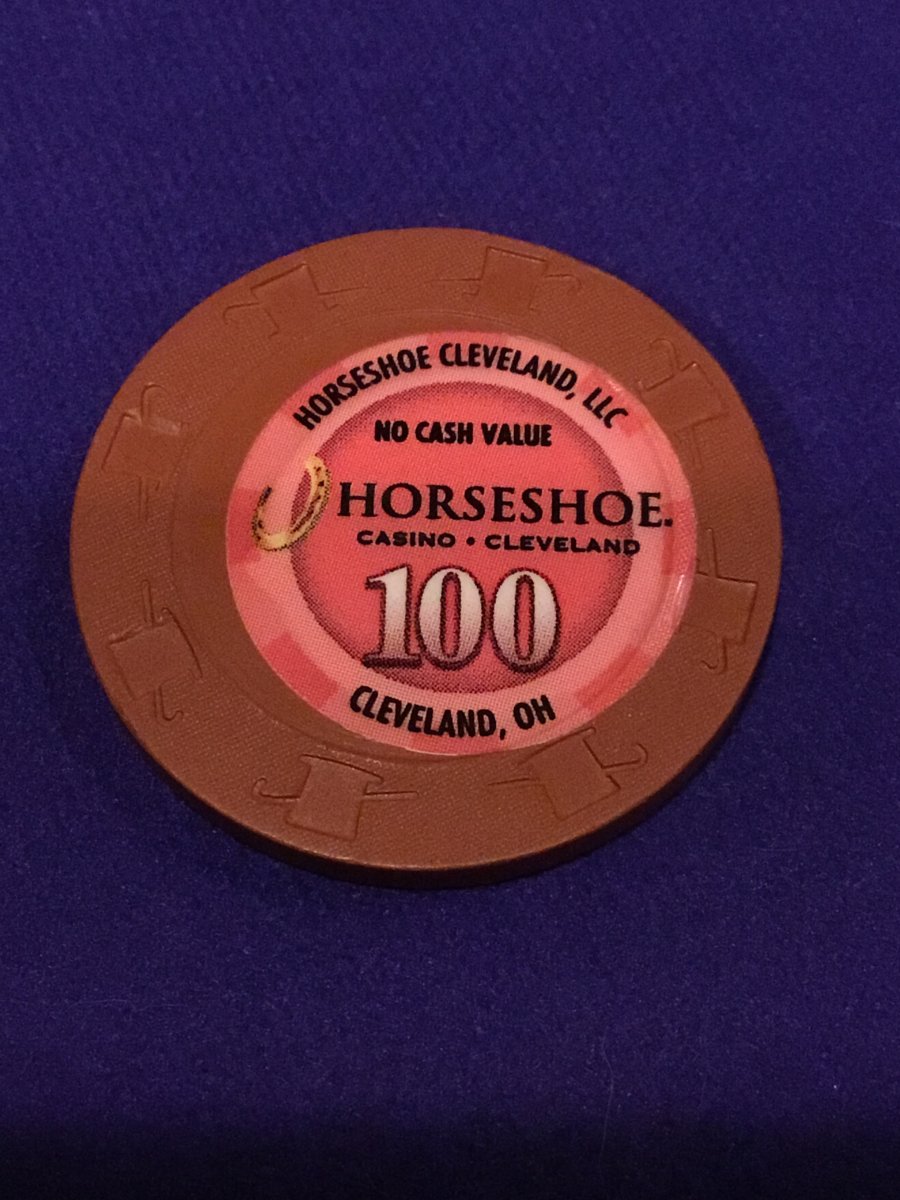 HORSESHOE CLEVELAND, LLC
NO CASH VALUE
HORSESHOE.
CASINO • CLEVELAND
100
CLEVELAND, OH